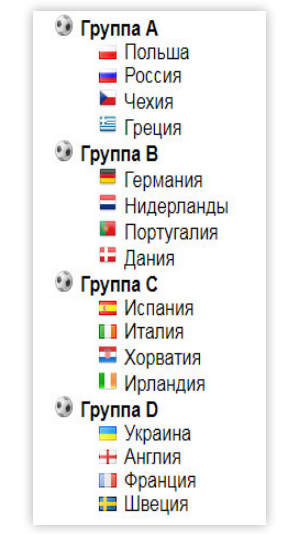 Группа A
Польша
Россия
Чехия
Греция
Группа B
Германия
Нидерланды
Португалия
Дания
Группа C
Испания
Италия
Хорватия
Ирландия
Группа D
Украина
Англия
Франция
Швеция